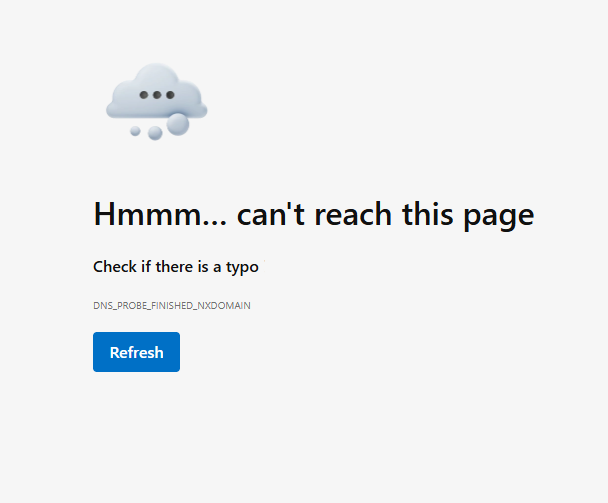 Hmmm... can't reach this page
Check if there is a typo
DNS_PROBE_FINISHED_NXDOMAIN
Refresh